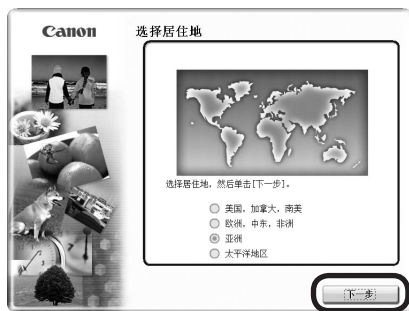 Canon
选择居住地
选择居住地，然后单击[下一步]。
美国，加拿大，南美
欧洲，中东，非洲
亚洲
太平洋地区
下一步